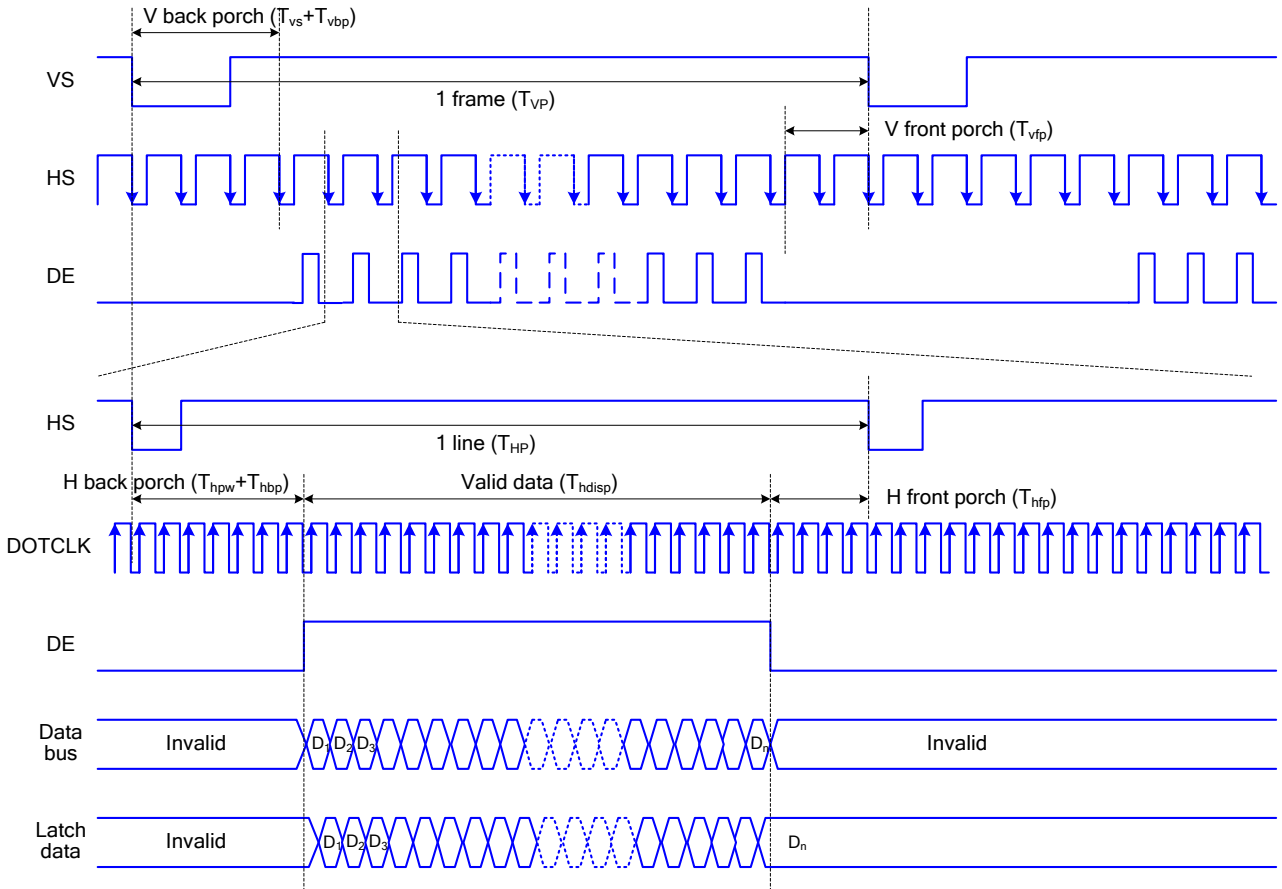 V back porch (Tvs+Tvbp)
VS
1 frame (TVP)
V front porch (Tvfp)
HS
DE
HS
1 line (THP)
H back porch (Thpw+Thbp)
Valid data (Thdisp)
H front porch (Thfp)
DOTCLK
DE
Data
bus
Invalid
D1 D2 D3
Dn
Invalid
Latch
data
Invalid
D1 D2 D3
Dn